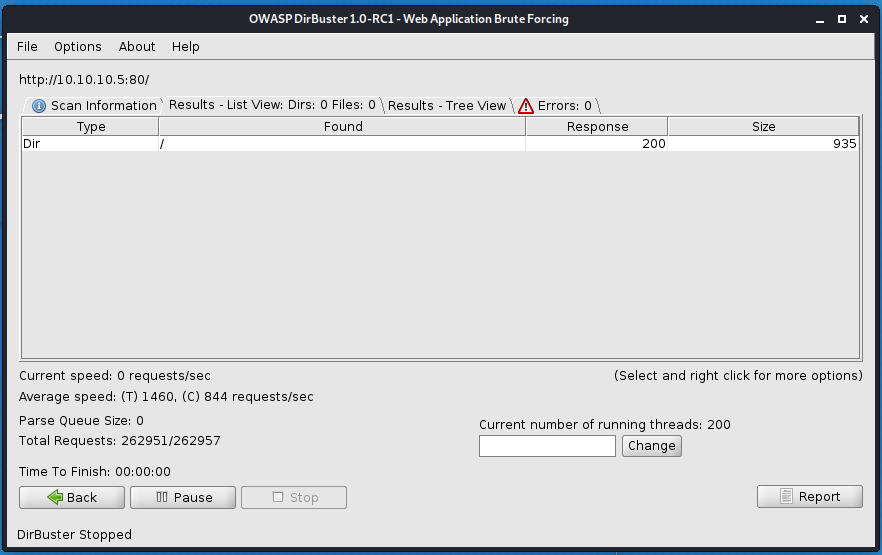 OWASP DirBuster 1.0-RC1 - Web Application Brute Forcing
File Options About Help
http://10.10.10.5:80/
Scan Information Results - List View: Dirs: 0 Files: 0 Results - Tree View Errors: 0
Type Found Response Size
Dir / 200 935
Current speed: 0 requests/sec (Select and right click for more options)
Average speed: (T) 1460, (C) 844 requests/sec
Parse Queue Size: 0
Current number of running threads: 200
Total Requests: 262951/262957
Change
Time To Finish: 00:00:00
Back Pause Stop Report
DirBuster Stopped